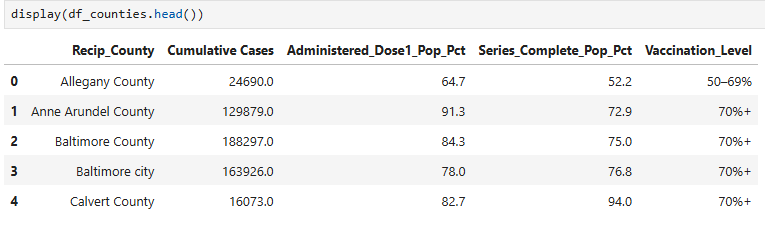 display(df_counties.head())
Recip_County Cumulative Cases Administered_Dose1_Pop_Pct Series_Complete_Pop_Pct Vaccination_Level
0 Allegany County 24690.0 64.7 52.2 50–69%
1 Anne Arundel County 129879.0 91.3 72.9 70%+
2 Baltimore County 188297.0 84.3 75.0 70%+
3 Baltimore city 163926.0 78.0 76.8 70%+
4 Calvert County 16073.0 82.7 94.0 70%+